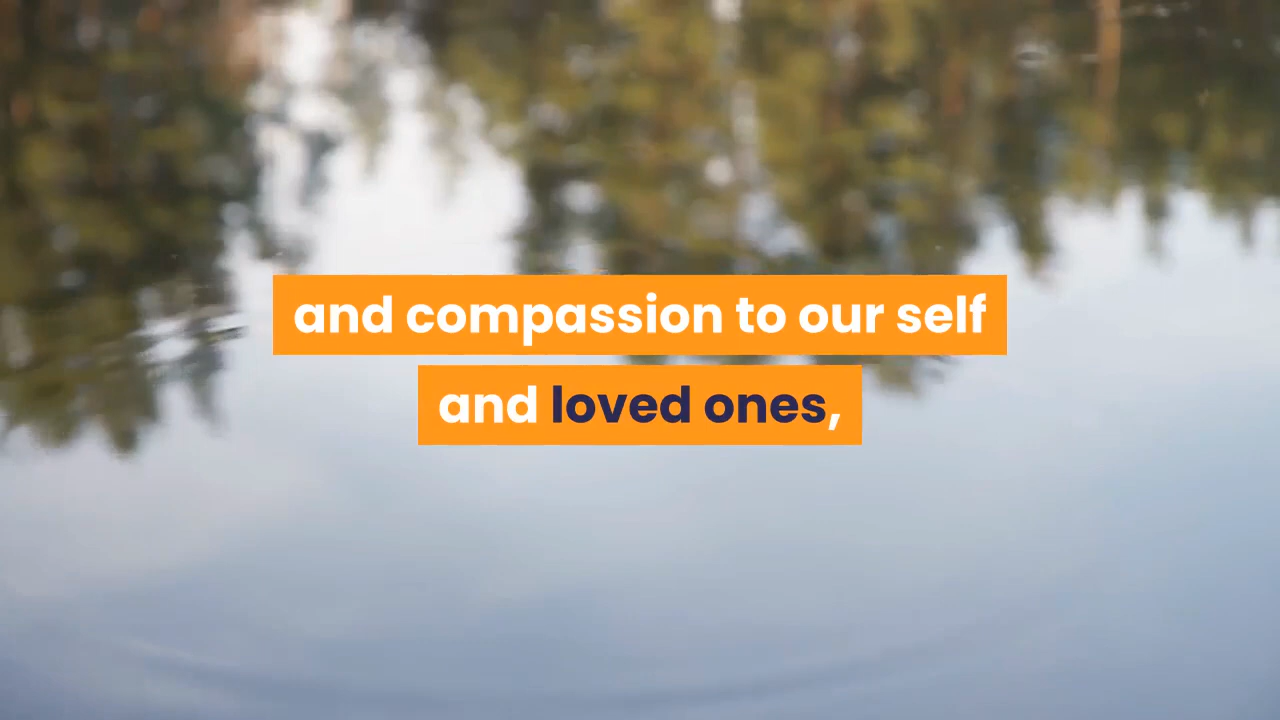 and compassion to our self
and loved ones,